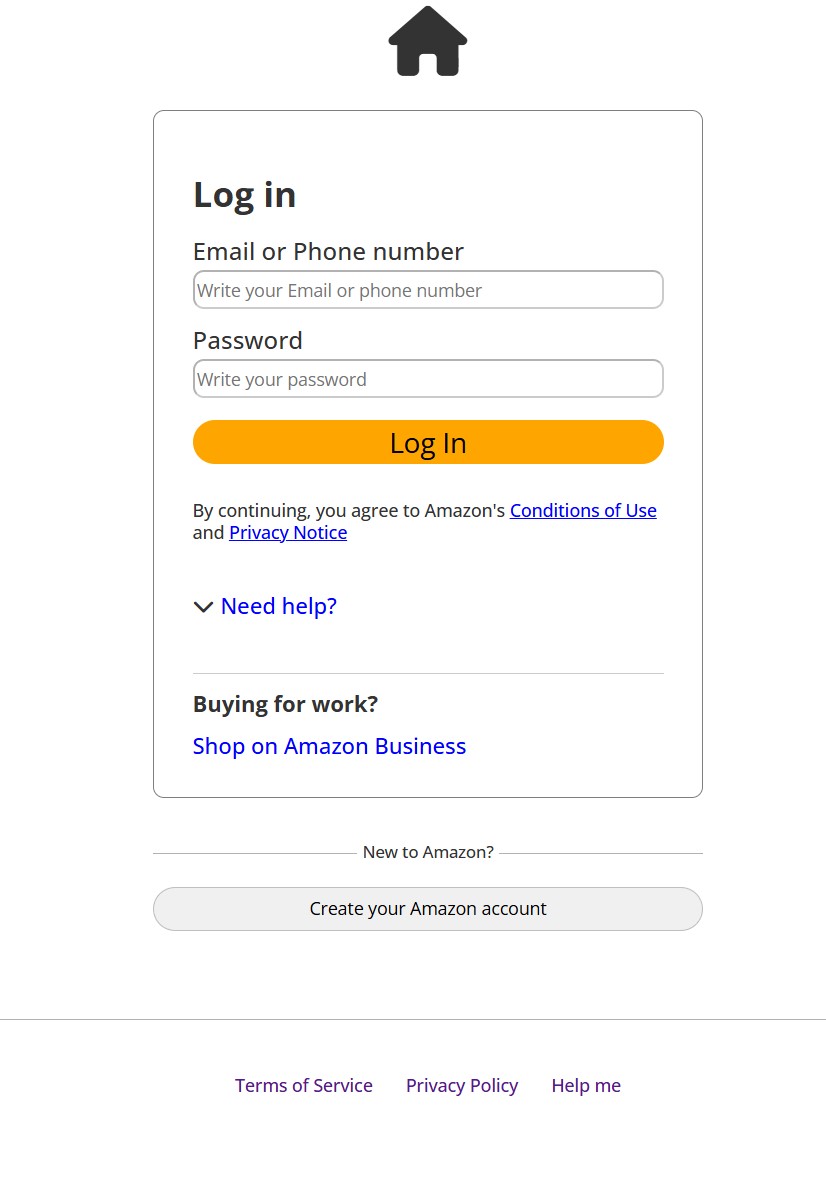 Log in
Email or Phone number
Write your Email or phone number
Password
Write your password
Log In
By continuing, you agree to Amazon's Conditions of Use
and Privacy Notice
Need help?
Buying for work?
Shop on Amazon Business
New to Amazon?
Create your Amazon account
Terms of Service Privacy Policy Help me